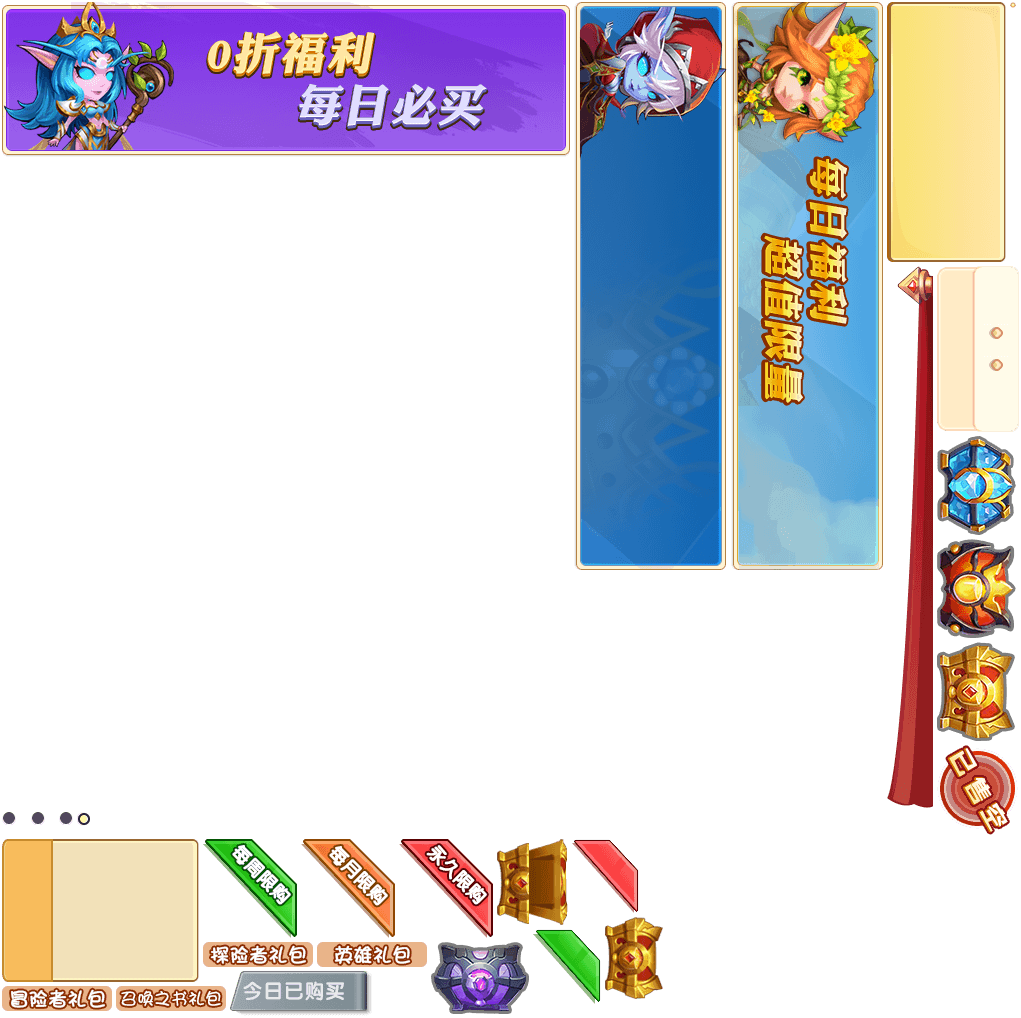 0折福利
每日必买
每日福利
超值限量
已售空
每周限购
每月限购
永久限购
探险者礼包
英雄礼包
冒险者礼包
召唤之书礼包
今日已购买